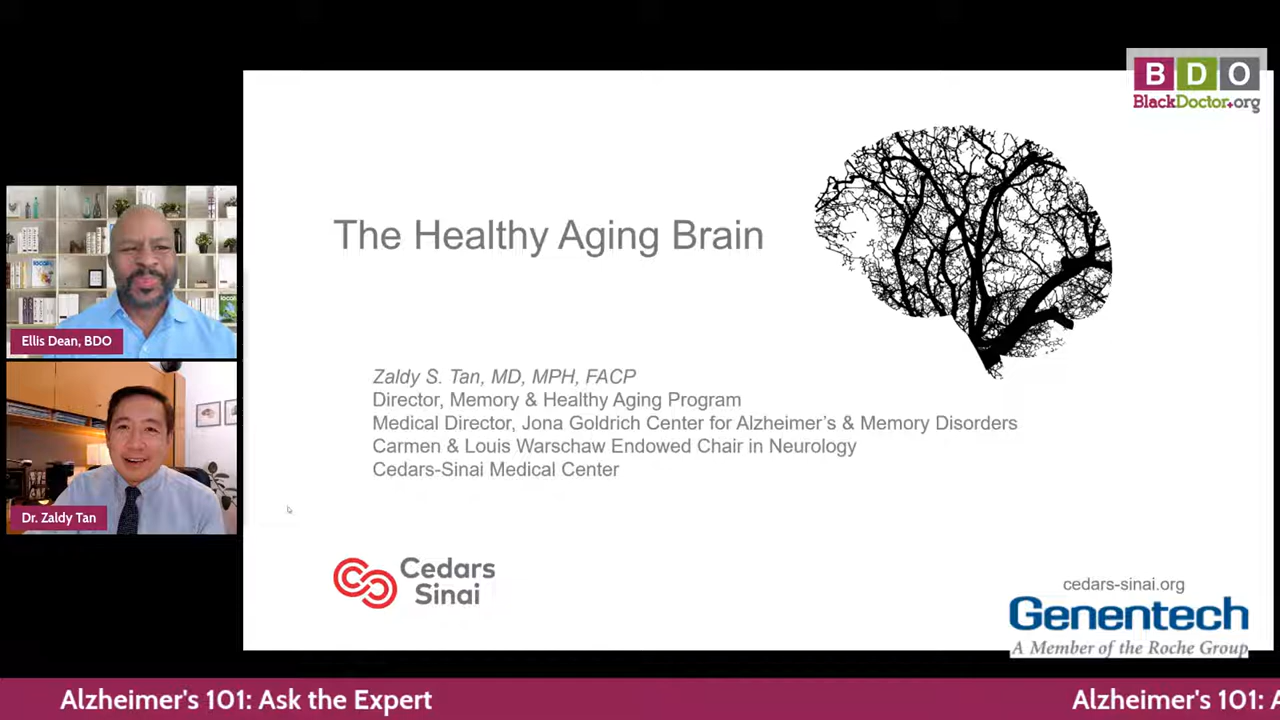 B D O
BlackDoctor.org
The Healthy Aging Brain
Ellis Dean, BDO
Zaldy S. Tan, MD, MPH, FACP
Director, Memory & Healthy Aging Program
Medical Director, Jona Goldrich Center for Alzheimer's & Memory Disorders
Carmen & Louis Warschaw Endowed Chair in Neurology
Cedars-Sinai Medical Center
Dr. Zaldy Tan
Cedars
Sinai
cedars-sinai.org
Genentech
A Member of the Roche Group
Alzheimer's 101: Ask the Expert
Alzheimer's 101: A